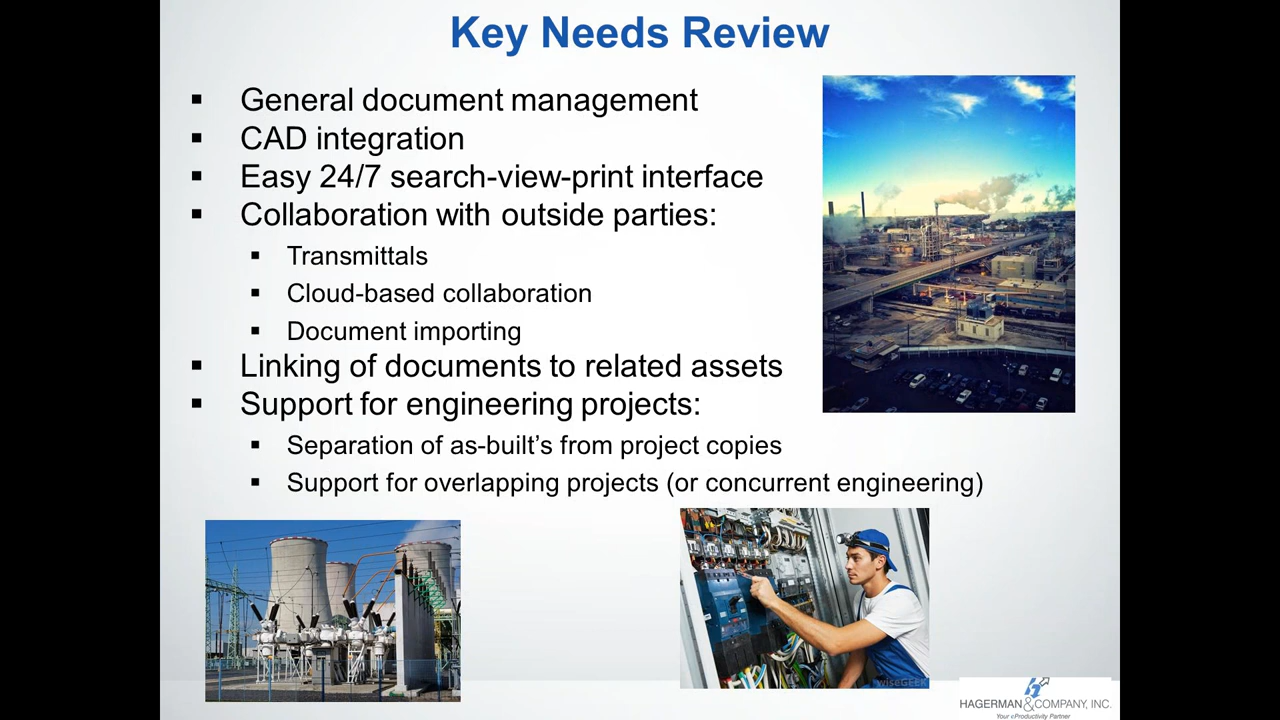 Key Needs Review
▪ General document management
▪ CAD integration
▪ Easy 24/7 search-view-print interface
▪ Collaboration with outside parties:
▪ Transmittals
▪ Cloud-based collaboration
▪ Document importing
▪ Linking of documents to related assets
▪ Support for engineering projects:
▪ Separation of as-built’s from project copies
▪ Support for overlapping projects (or concurrent engineering)
wiseGEEK
HAGERMAN&COMPANY, INC.
Your eProductivity Partner